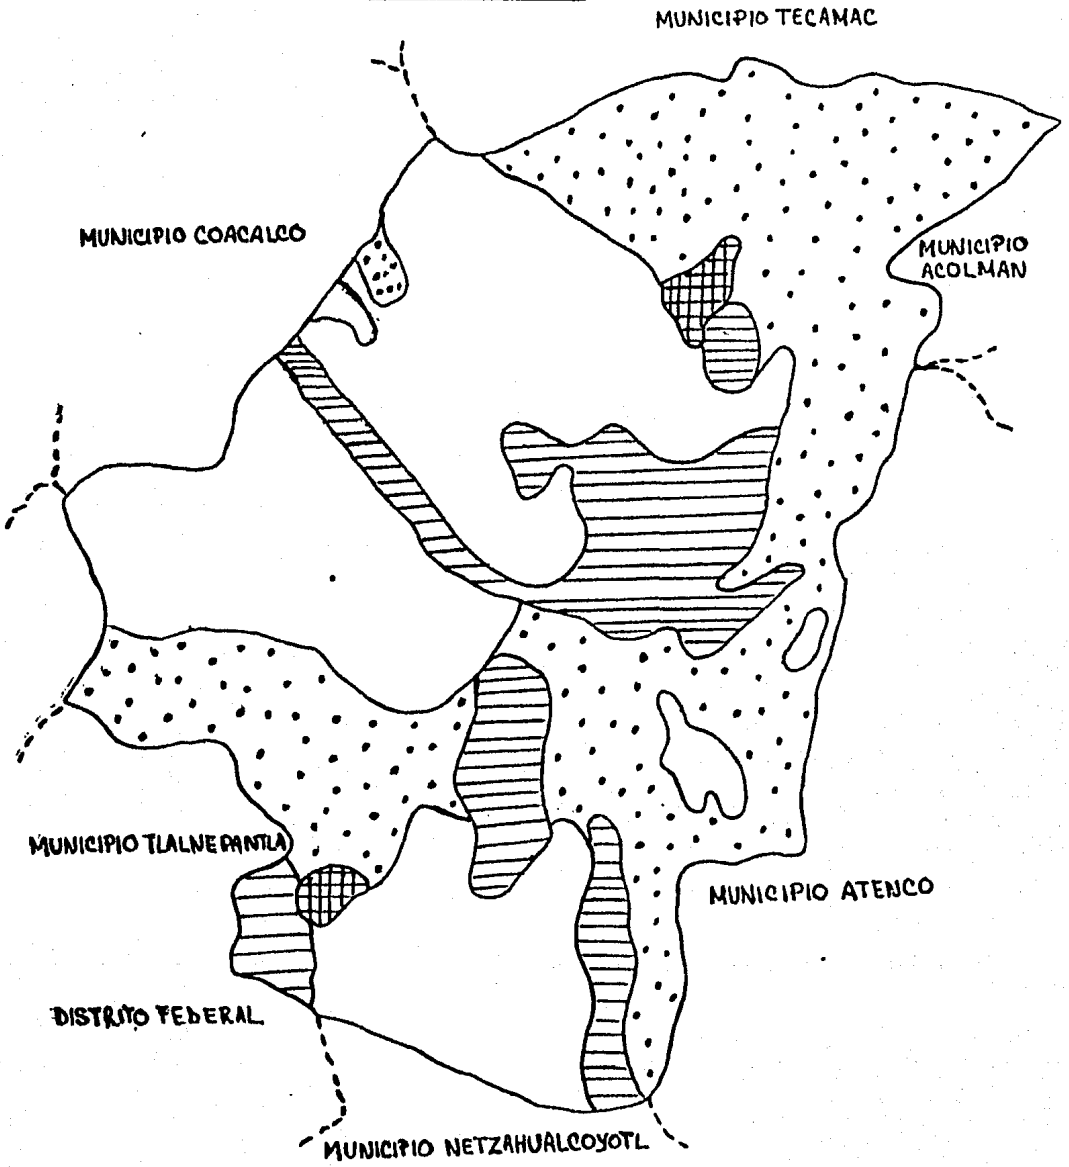 MUNICIPIO TECAMAC
MUNICIPIO COACALCO
MUNICIPIO
ACOLMAN
MUNICIPIO TLALNEPANTLA
MUNICIPIO ATENCO
DISTRITO FEDERAL
MUNICIPIO NETZAHUALCOYOTL